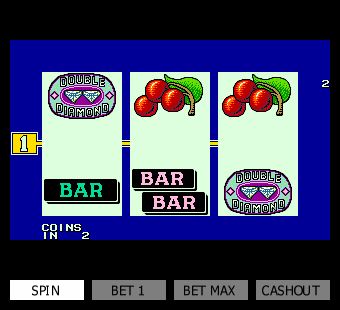 DOUBLE
DIAMOND
2
1
BAR
BAR
BAR
DOUBLE
DIAMOND
COINS
IN 2
SPIN
BET 1
BET MAX
CASHOUT